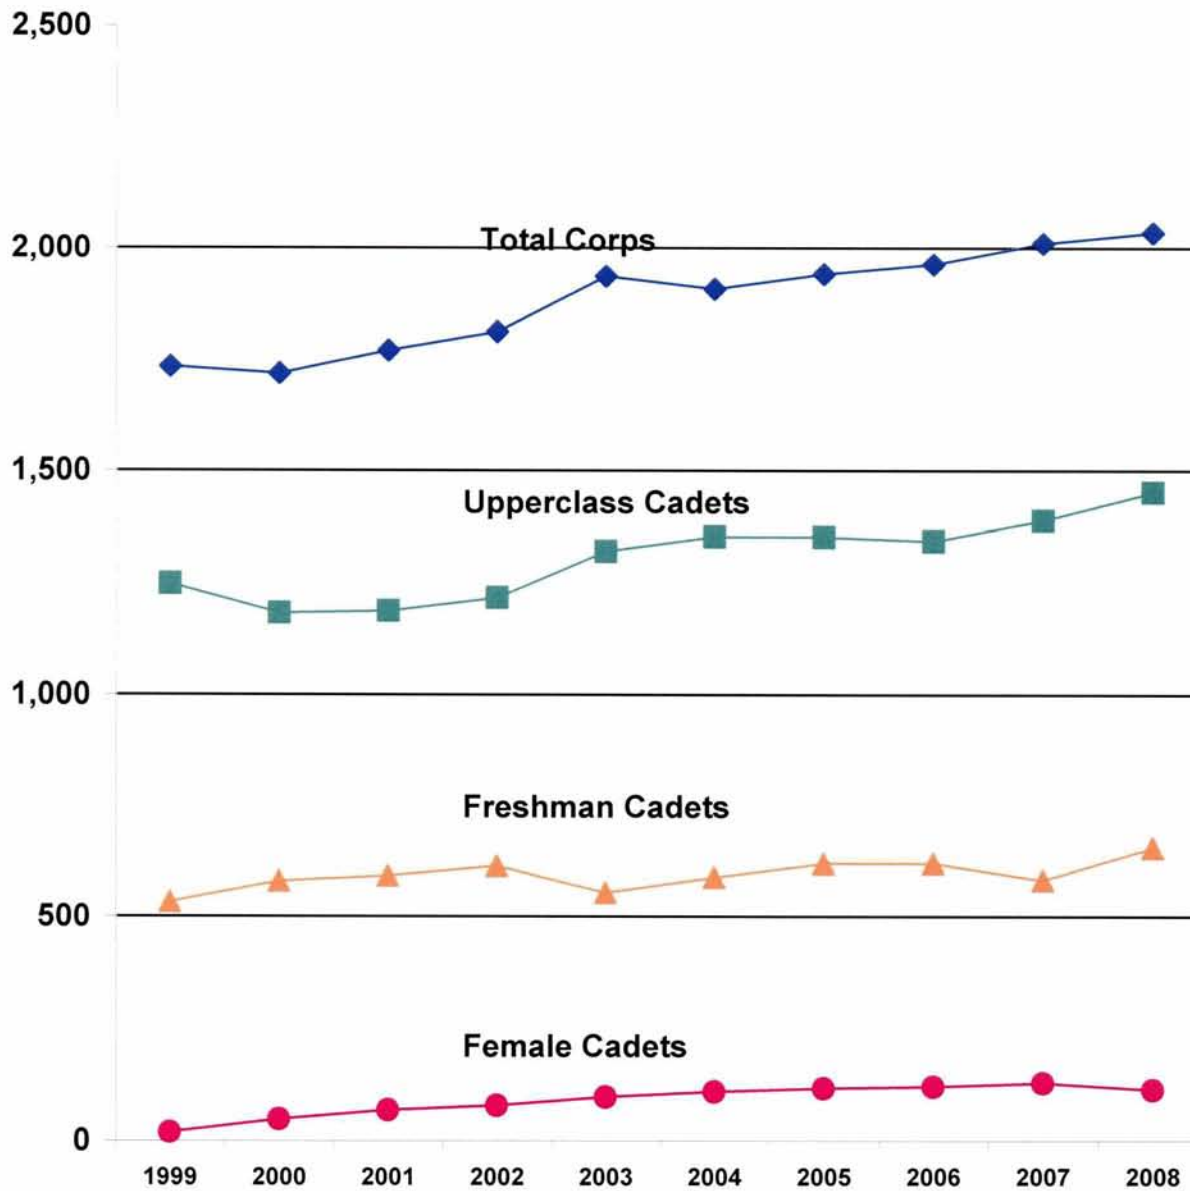 2,500
2,000
Total Corps
1,500
Upperclass Cadets
1,000
Freshman Cadets
500
Female Cadets
0
1999 2000 2001 2002 2003 2004 2005 2006 2007 2008